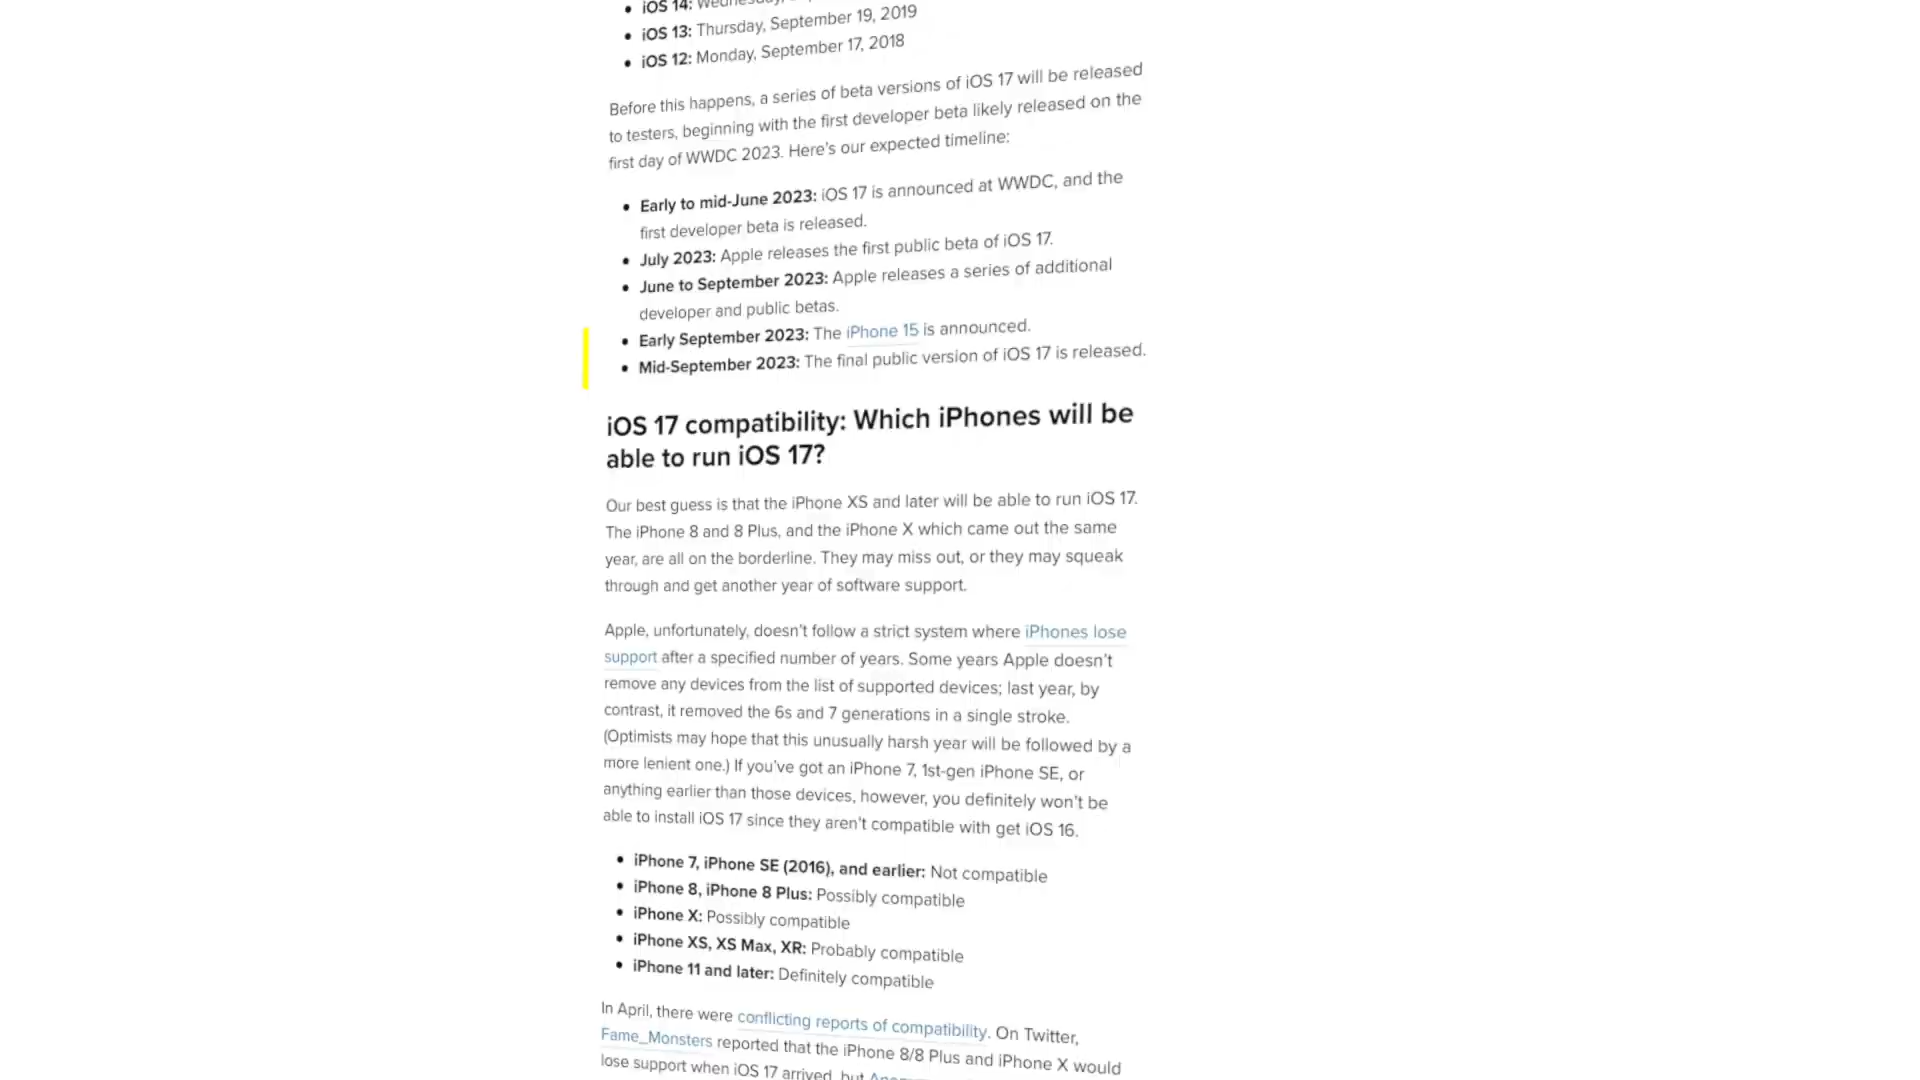 iOS 14:
iOS 13: Thursday, September 19, 2019
iOS 12: Monday, September 17, 2018
Before this happens, a series of beta versions of iOS 17 will be released
to testers, beginning with the first developer beta likely released on the
first day of WWDC 2023. Here's our expected timeline:
Early to mid-June 2023: iOS 17 is announced at WWDC, and the
first developer beta is released.
July 2023: Apple releases the first public beta of iOS 17.
June to September 2023: Apple releases a series of additional
developer and public betas.
Early September 2023: The iPhone 15 is announced.
Mid-September 2023: The final public version of iOS 17 is released.
iOS 17 compatibility: Which iPhones will be
able to run iOS 17?
Our best guess is that the iPhone XS and later will be able to run iOS 17.
The iPhone 8 and 8 Plus, and the iPhone X which came out the same
year, are all on the borderline. They may miss out, or they may squeak
through and get another year of software support.
Apple, unfortunately, doesn't follow a strict system where iPhones lose
support after a specified number of years. Some years Apple doesn't
remove any devices from the list of supported devices; last year, by
contrast, it removed the 6s and 7 generations in a single stroke.
(Optimists may hope that this unusually harsh year will be followed by a
more lenient one.) If you've got an iPhone 7, 1st-gen iPhone SE, or
anything earlier than those devices, however, you definitely won't be
able to install iOS 17 since they aren't compatible with get iOS 16.
iPhone 7, iPhone SE (2016), and earlier: Not compatible
iPhone 8, iPhone 8 Plus: Possibly compatible
iPhone X: Possibly compatible
iPhone XS, XS Max, XR: Probably compatible
iPhone 11 and later: Definitely compatible
In April, there were conflicting reports of compatibility. On Twitter,
Fame_Monsters reported that the iPhone 8/8 Plus and iPhone X would
lose support when iOS 17 arrived, but